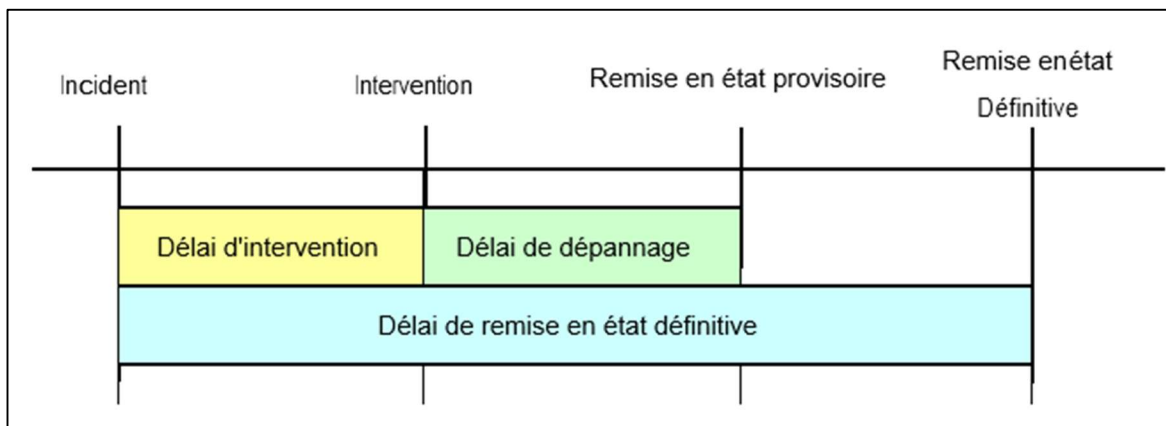 Incident
Intervention
Remise en état provisoire
Remise enétat
Définitive
Délai d'intervention
Délai de dépannage
Délai de remise en état définitive